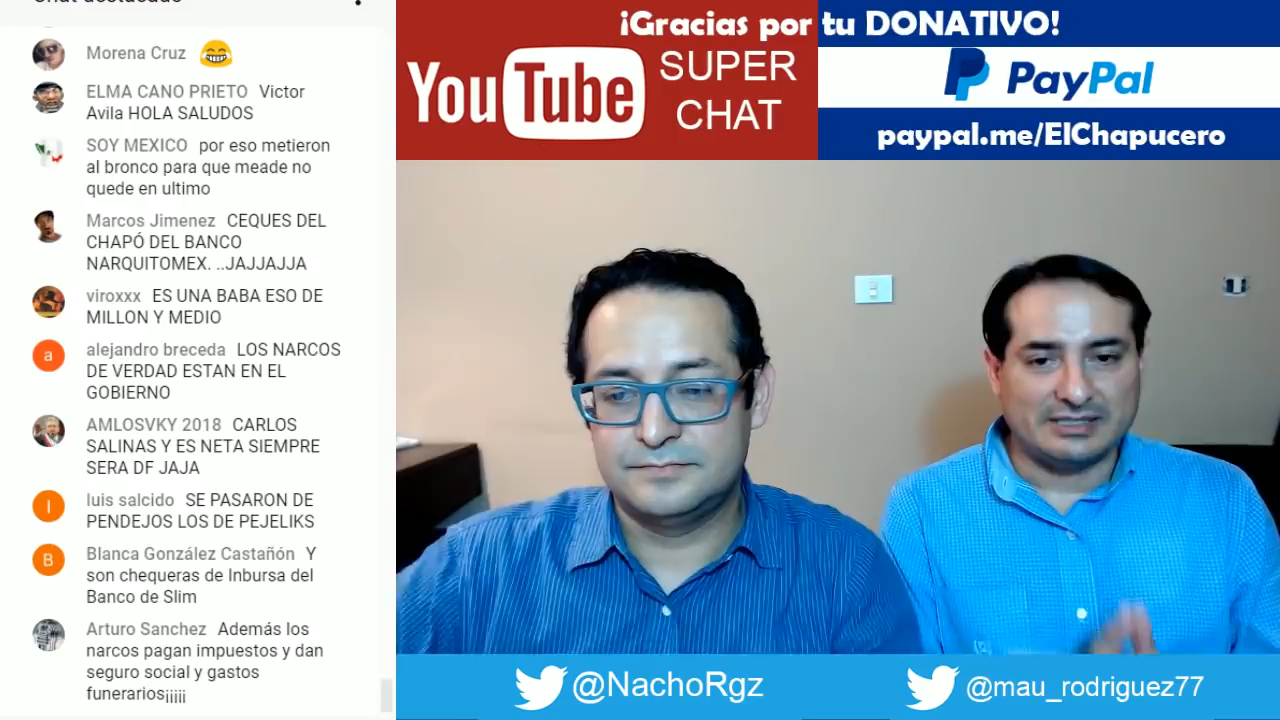 Chat destacado
Morena Cruz
ELMA CANO PRIETO Victor
Avila HOLA SALUDOS
SOY MEXICO por eso metieron
al bronco para que meade no
quede en ultimo
Marcos Jimenez CEQUES DEL
CHAPÓ DEL BANCO
NARQUITOMEX. ..JAJJAJJA
viroxxx ES UNA BABA ESO DE
MILLON Y MEDIO
a
alejandro breceda LOS NARCOS
DE VERDAD ESTAN EN EL
GOBIERNO
AMLOSVKY 2018 CARLOS
SALINAS Y ES NETA SIEMPRE
SERA DF JAJA
l
luis salcido SE PASARON DE
PENDEJOS LOS DE PEJELIKS
B
Blanca González Castañón Y
son chequeras de Inbursa del
Banco de Slim
Arturo Sanchez Además los
narcos pagan impuestos y dan
seguro social y gastos
funerarios¡¡¡¡¡
¡Gracias por tu DONATIVO!
YouTube
SUPER
CHAT
PayPal
paypal.me/ElChapucero
@NachoRgz
@mau_rodriguez77